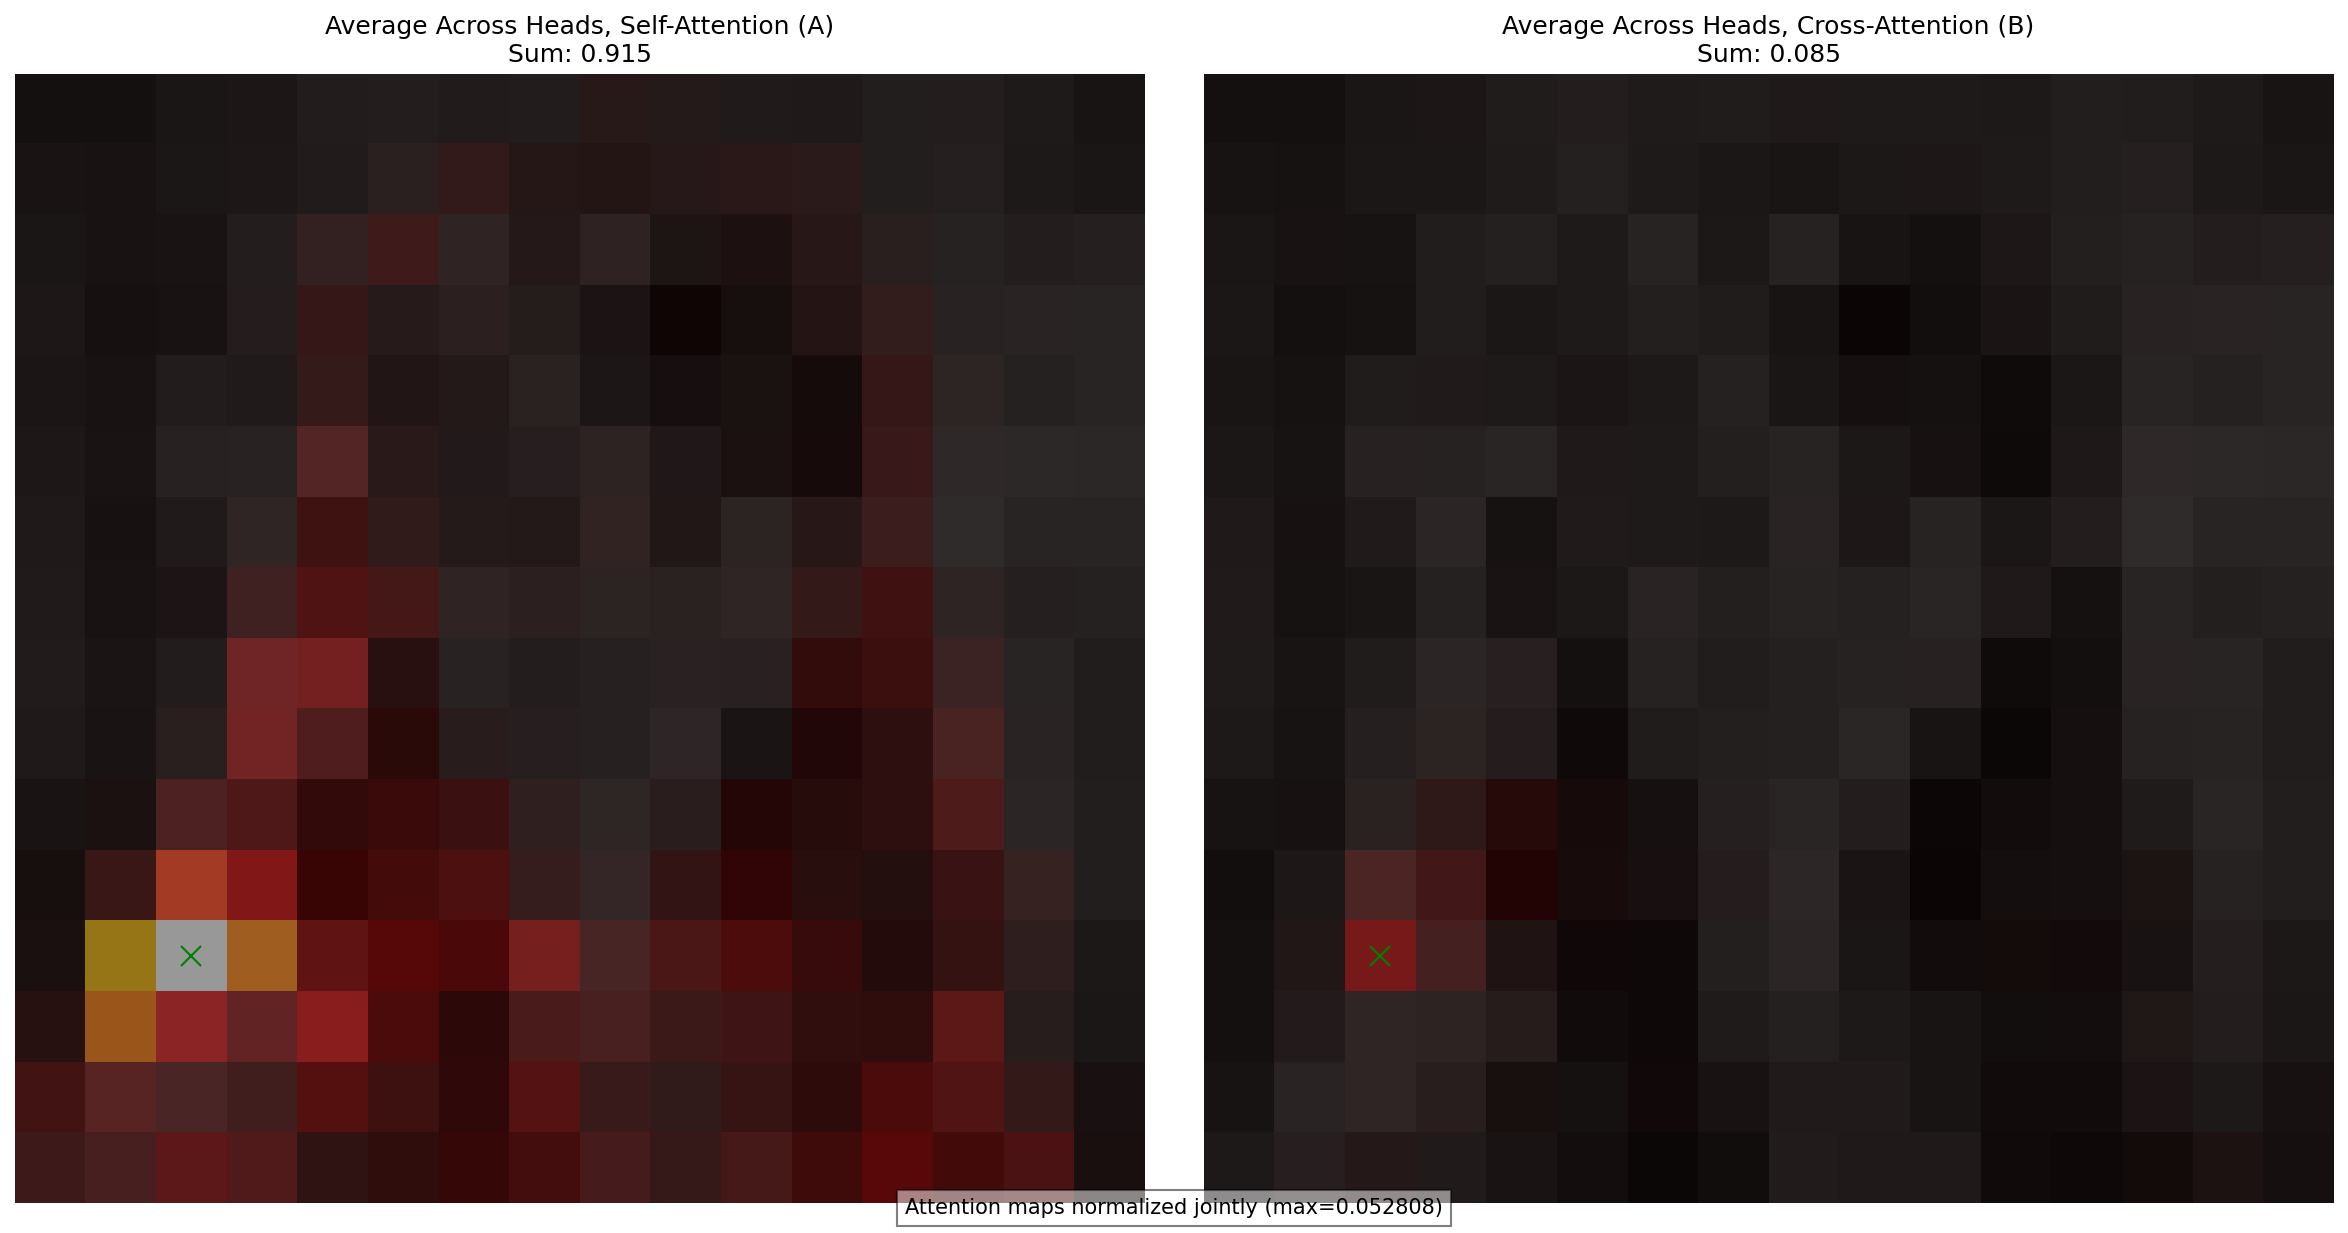 Average Across Heads, Self-Attention (A)
Sum: 0.915
Average Across Heads, Cross-Attention (B)
Sum: 0.085
Attention maps normalized jointly (max=0.052808)